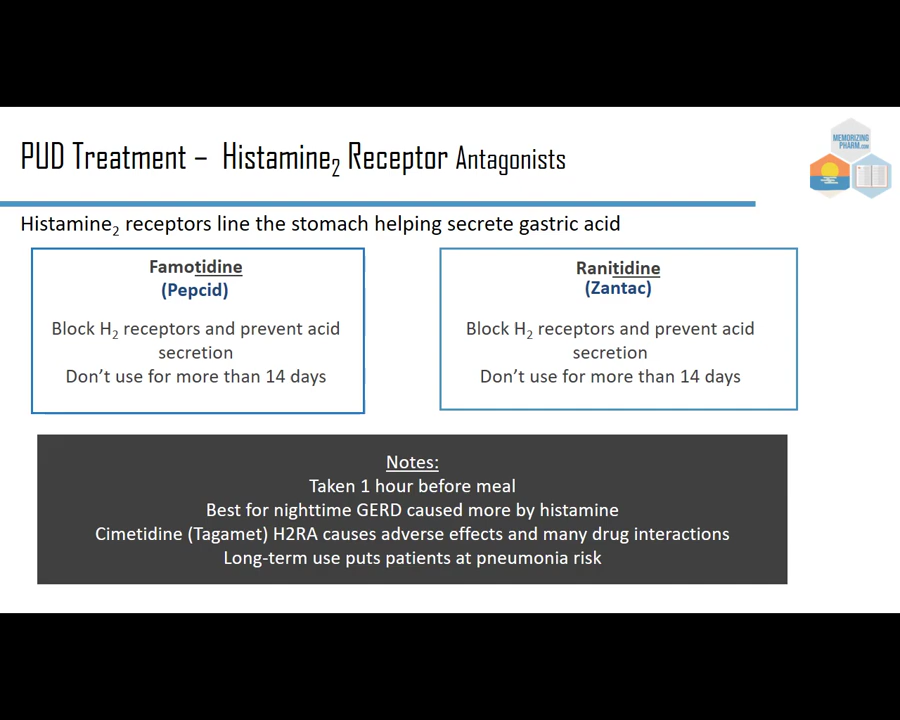 PUD Treatment – Histamine2 Receptor Antagonists
MEMORIZING
PHARM.COM
Histamine2 receptors line the stomach helping secrete gastric acid
Famotidine
(Pepcid)
Block H2 receptors and prevent acid
secretion
Don't use for more than 14 days
Ranitidine
(Zantac)
Block H2 receptors and prevent acid
secretion
Don't use for more than 14 days
Notes:
Taken 1 hour before meal
Best for nighttime GERD caused more by histamine
Cimetidine (Tagamet) H2RA causes adverse effects and many drug interactions
Long-term use puts patients at pneumonia risk